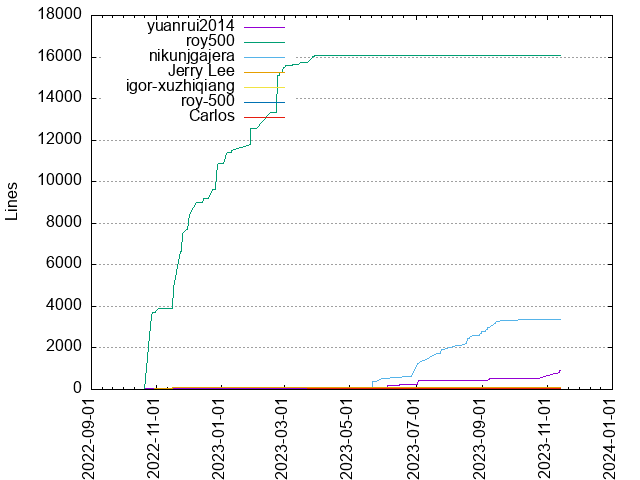 18000
16000
14000
12000
10000
8000
6000
4000
2000
0
Lines
yuanrui2014
roy500
nikunjgajera
Jerry Lee
igor-xuzhiqiang
roy-500
Carlos
2022-09-01
2022-11-01
2023-01-01
2023-03-01
2023-05-01
2023-07-01
2023-09-01
2023-11-01
2024-01-01